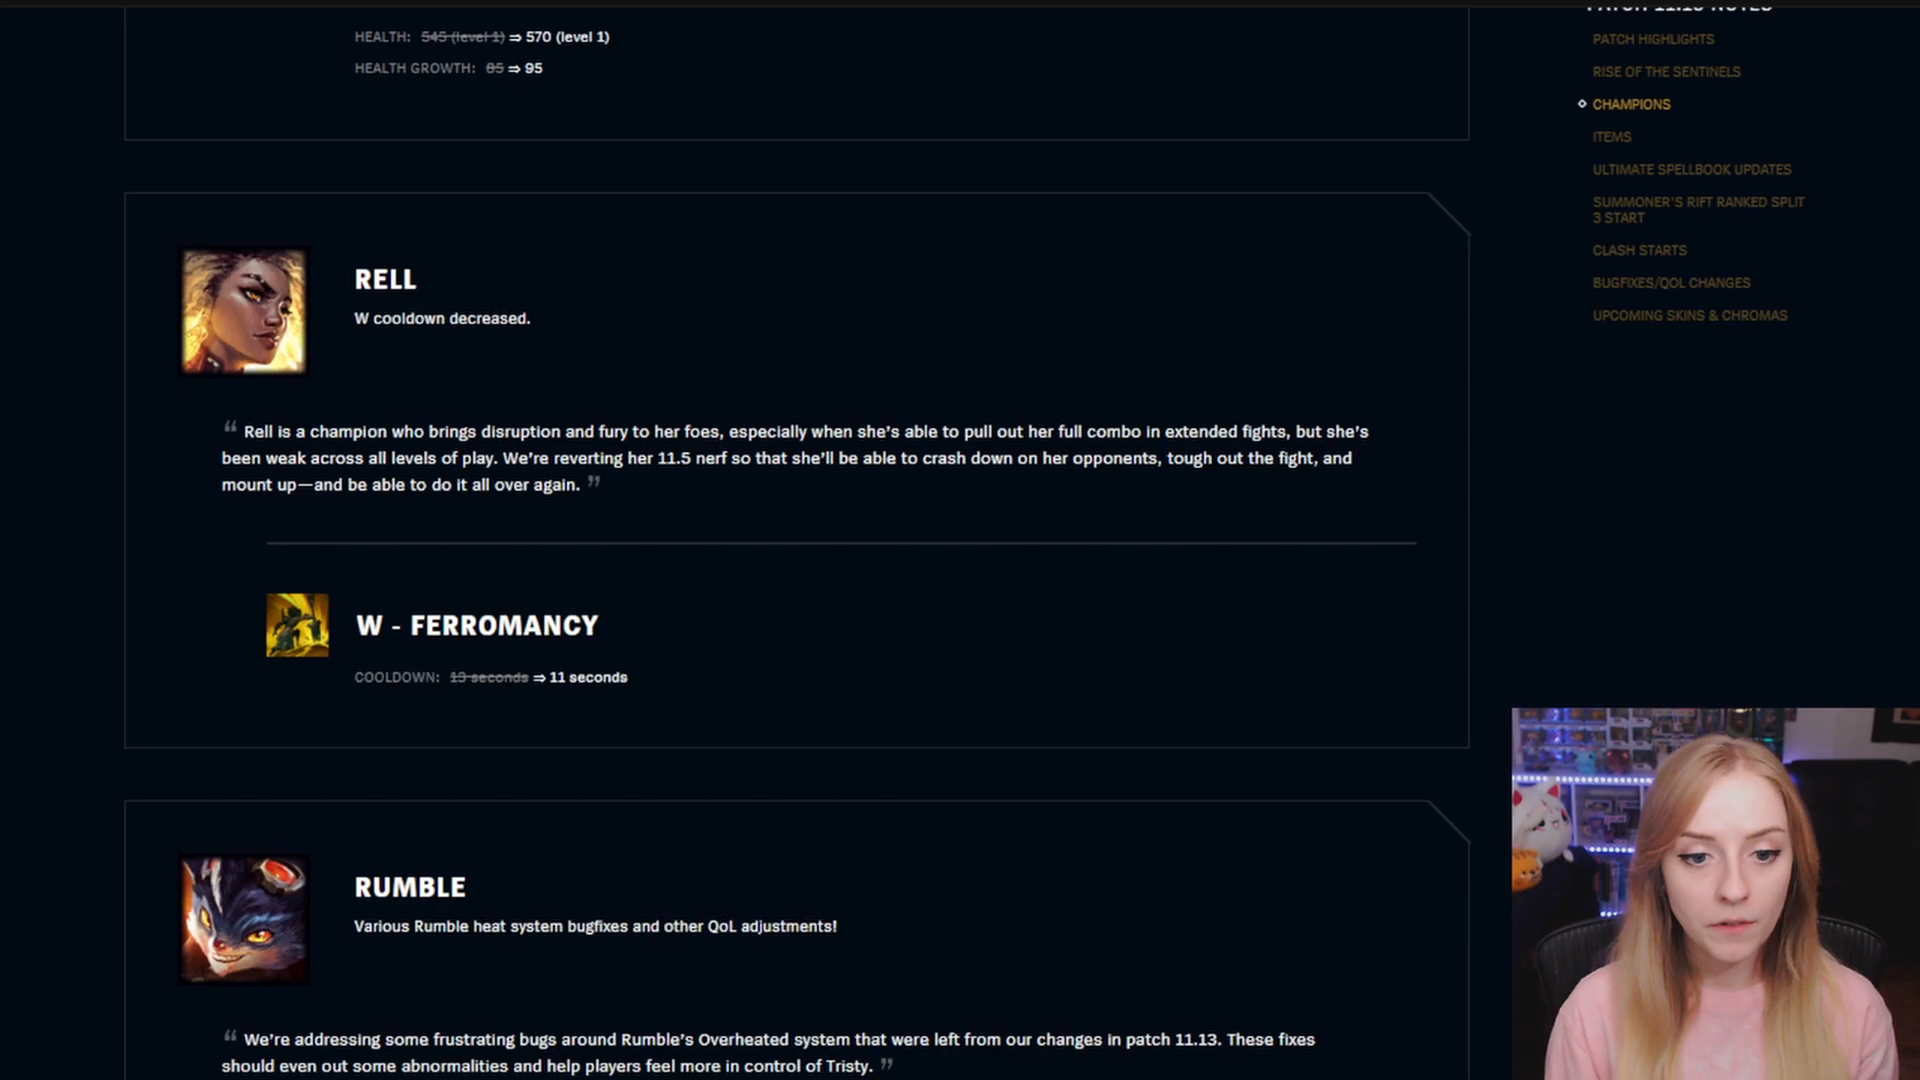 HEALTH: 545 (level 1) ⇒ 570 (level 1)
HEALTH GROWTH: 85 ⇒ 95
RELL
W cooldown decreased.
“ Rell is a champion who brings disruption and fury to her foes, especially when she’s able to pull out her full combo in extended fights, but she’s
been weak across all levels of play. We’re reverting her 11.5 nerf so that she’ll be able to crash down on her opponents, tough out the fight, and
mount up—and be able to do it all over again. ”
W - FERROMANCY
COOLDOWN: 13 seconds ⇒ 11 seconds
RUMBLE
Various Rumble heat system bugfixes and other QoL adjustments!
“ We’re addressing some frustrating bugs around Rumble’s Overheated system that were left from our changes in patch 11.13. These fixes
should even out some abnormalities and help players feel more in control of Tristy. ”
PATCH HIGHLIGHTS
RISE OF THE SENTINELS
CHAMPIONS
ITEMS
ULTIMATE SPELLBOOK UPDATES
SUMMONER'S RIFT RANKED SPLIT
3 START
CLASH STARTS
BUGFIXES/QOL CHANGES
UPCOMING SKINS & CHROMAS